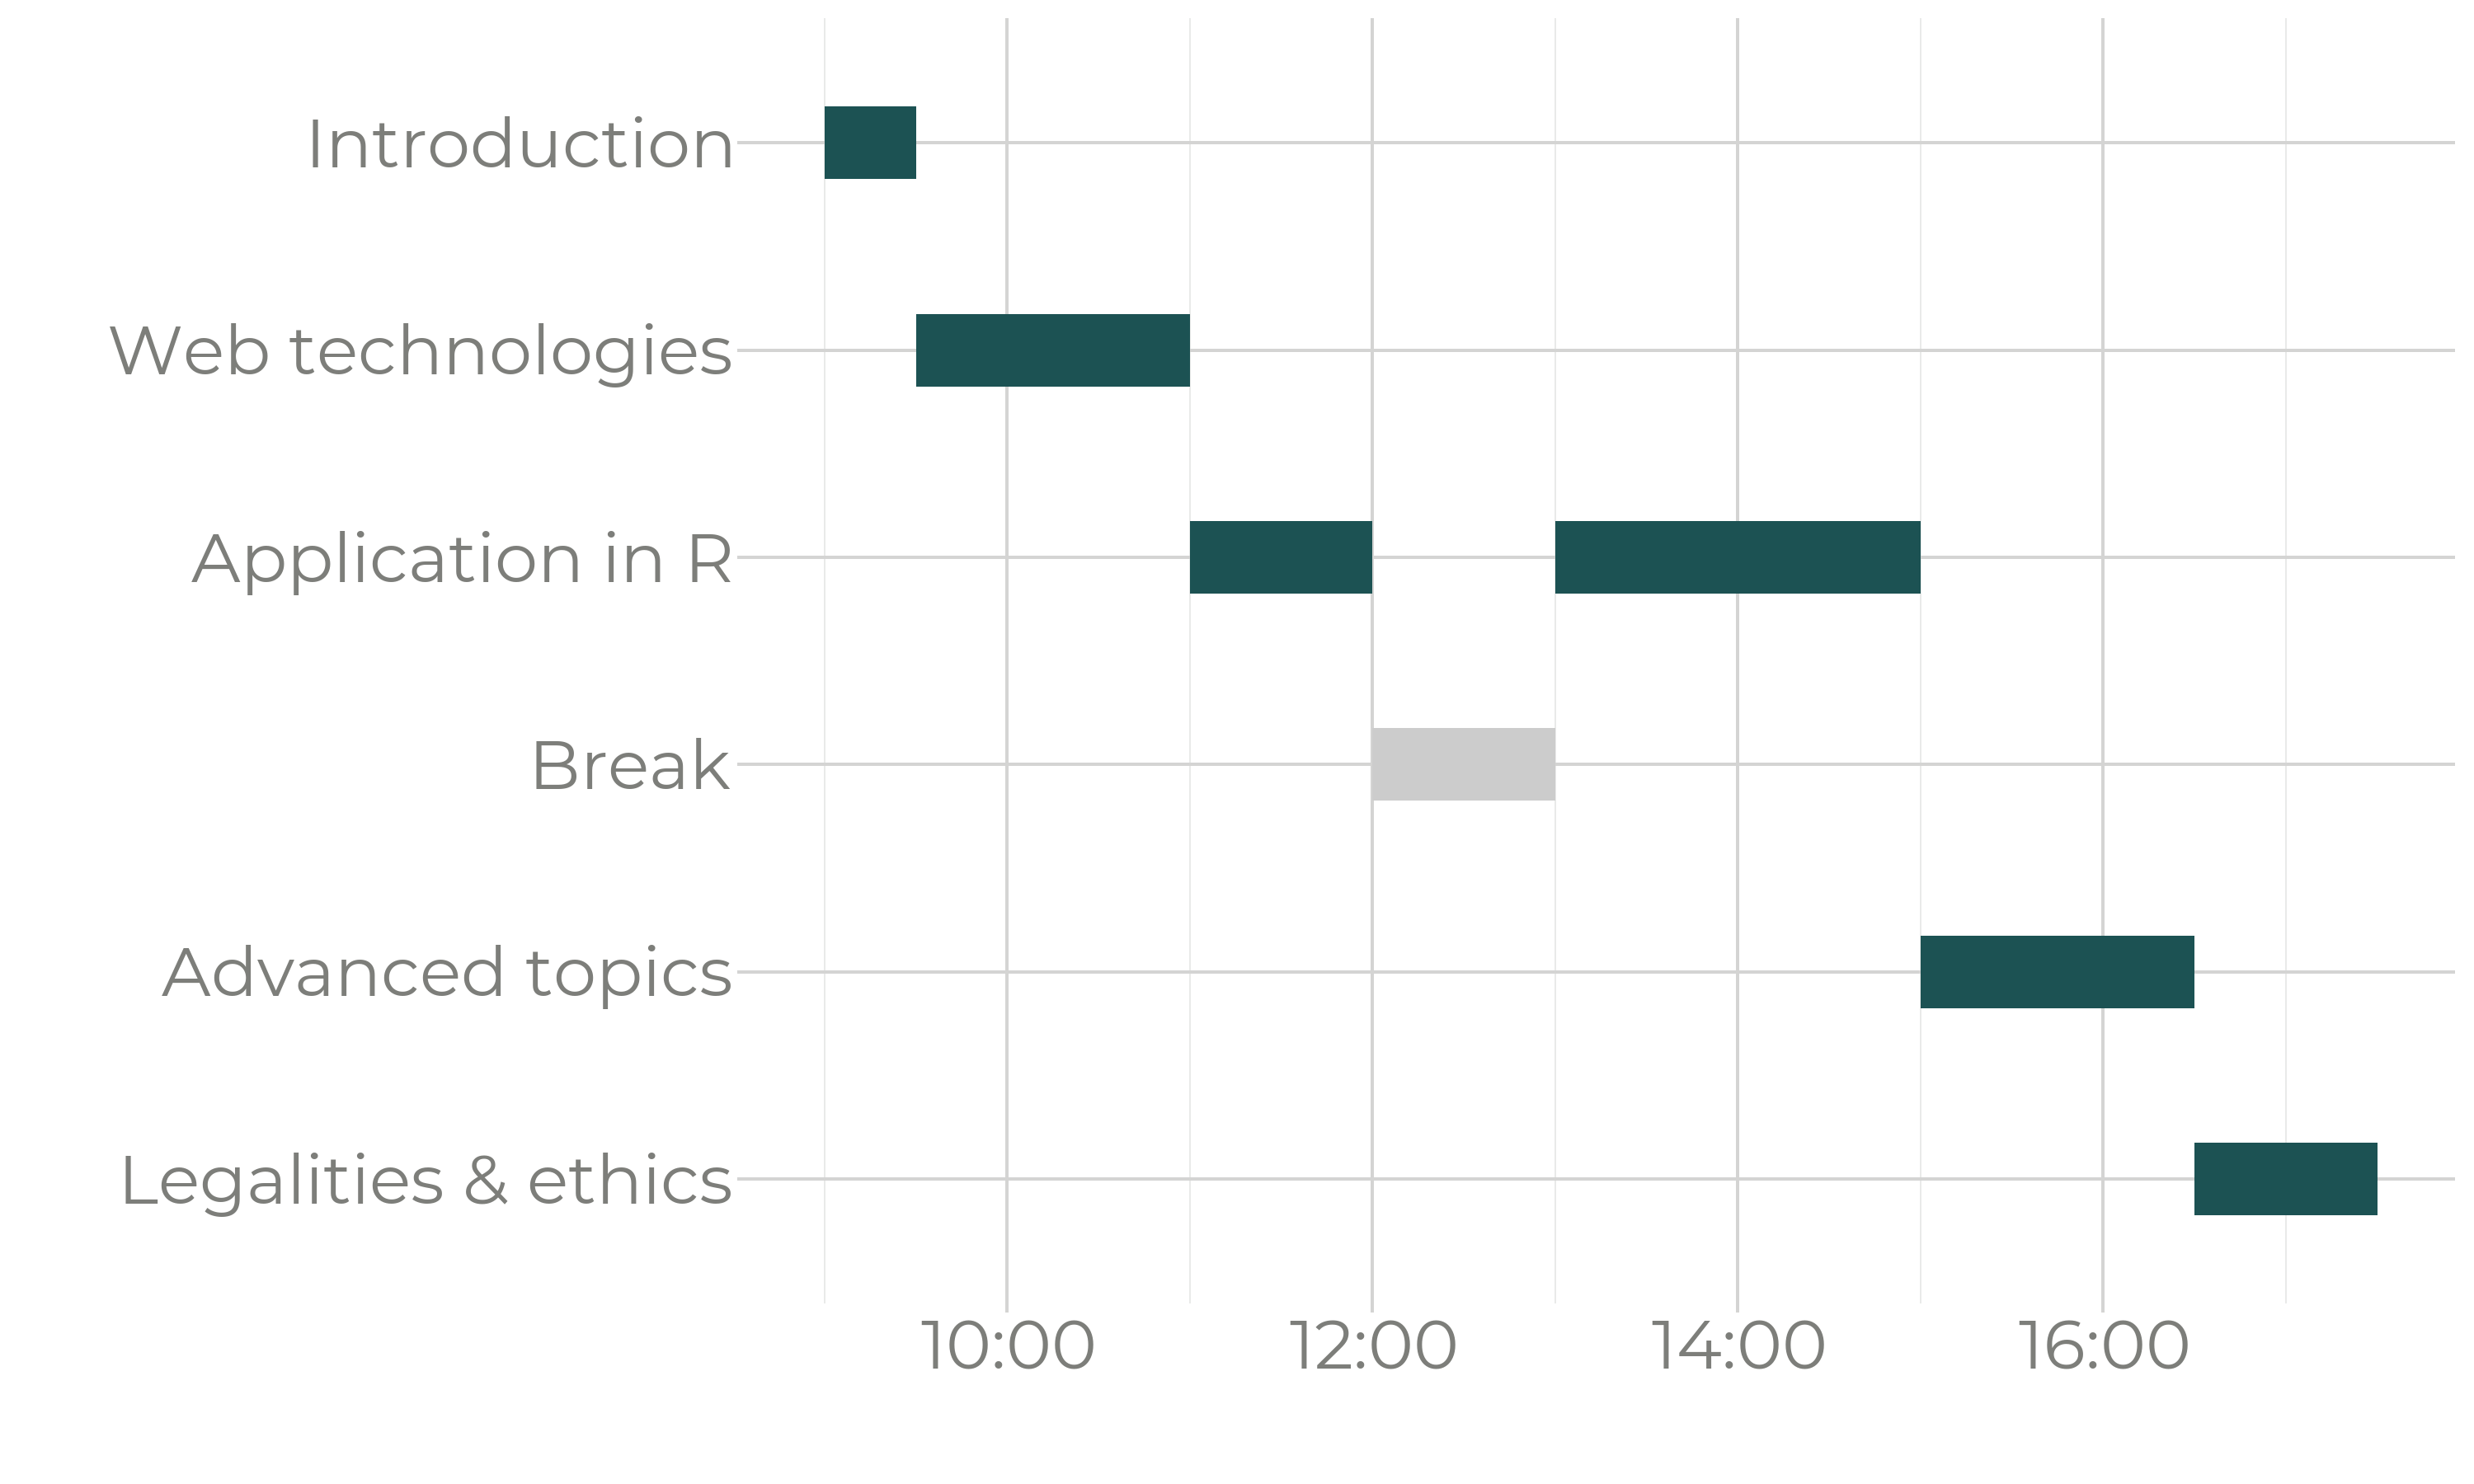 Introduction
Web technologies
Application in R
Break
Advanced topics
Legalities & ethics
10:00 12:00 14:00 16:00